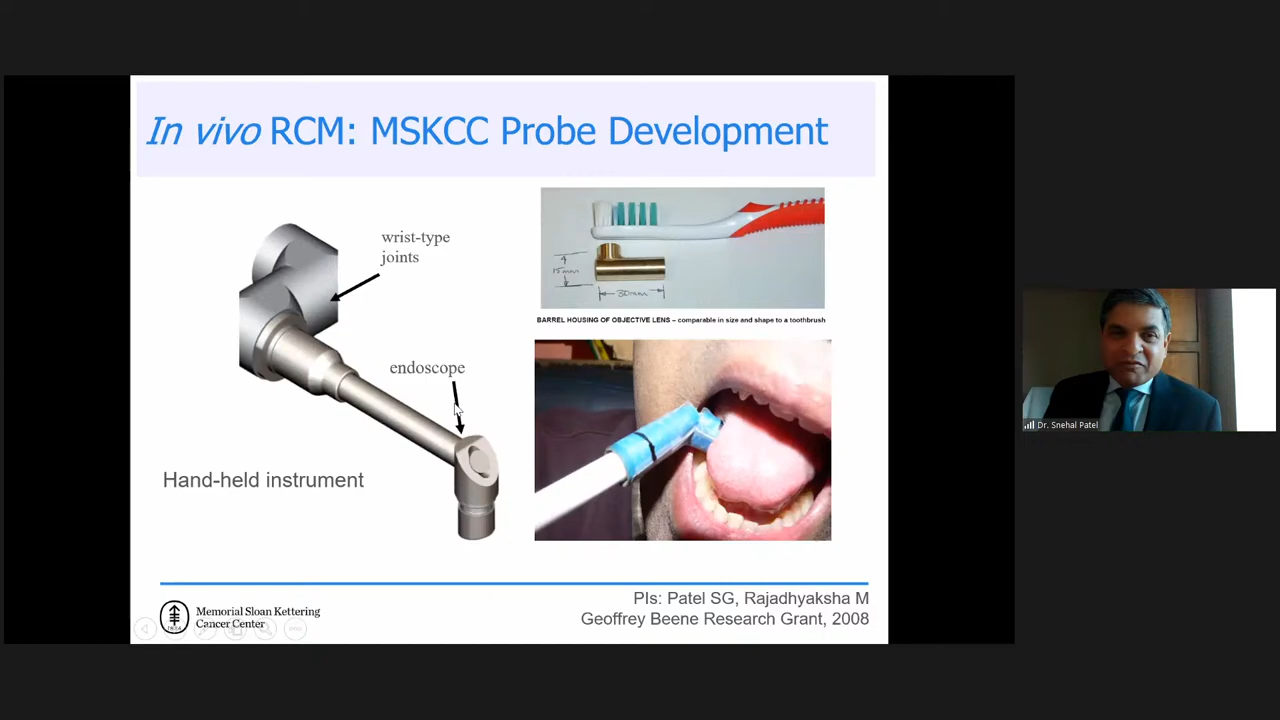 In vivo RCM: MSKCC Probe Development
wrist-type
joints
endoscope
Hand-held instrument
15mm
30mm
BARREL HOUSING OF OBJECTIVE LENS – comparable in size and shape to a toothbrush
PIs: Patel SG, Rajadhyaksha M
Geoffrey Beene Research Grant, 2008
Memorial Sloan Kettering
Cancer Center
Dr. Snehal Patel